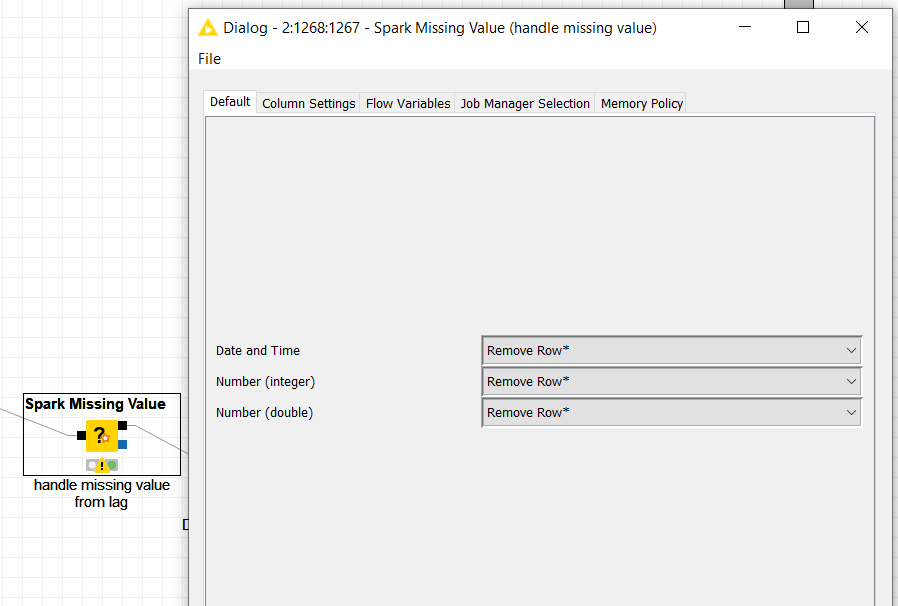 Dialog - 2:1268:1267 - Spark Missing Value (handle missing value)
File
Default Column Settings Flow Variables Job Manager Selection Memory Policy
Date and Time Remove Row*
Number (integer) Remove Row*
Number (double) Remove Row*
Spark Missing Value
?
!
handle missing value
from lag